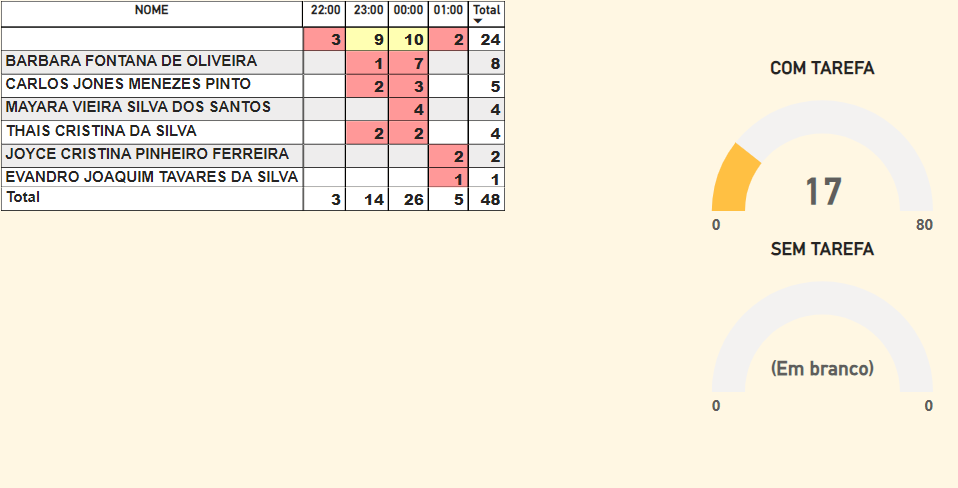 NOME 22:00 23:00 00:00 01:00 Total
3 9 10 2 24
BARBARA FONTANA DE OLIVEIRA 1 7 8
CARLOS JONES MENEZES PINTO 2 3 5
MAYARA VIEIRA SILVA DOS SANTOS 4 4
THAIS CRISTINA DA SILVA 2 2 4
JOYCE CRISTINA PINHEIRO FERREIRA 2 2
EVANDRO JOAQUIM TAVARES DA SILVA 1 1
Total 3 14 26 5 48
COM TAREFA
17
0 80
SEM TAREFA
(Em branco)
0 0